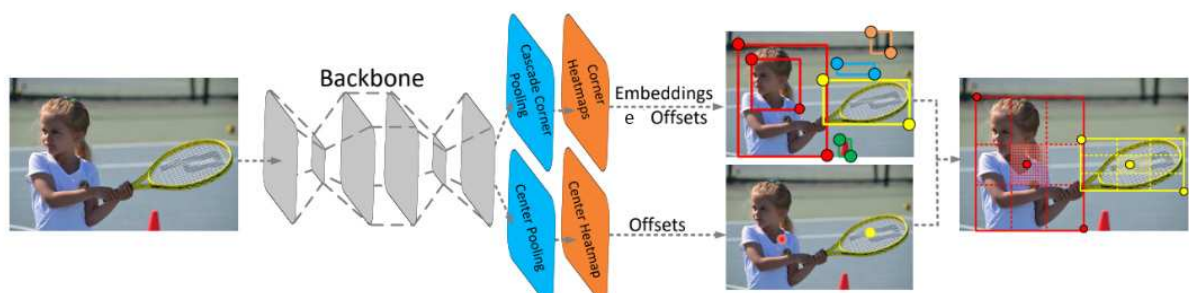 Backbone
Cascade Corner
Pooling
Corner
Heatmaps
Embeddings
e Offsets
Center Pooling
Center Heatmap
Offsets